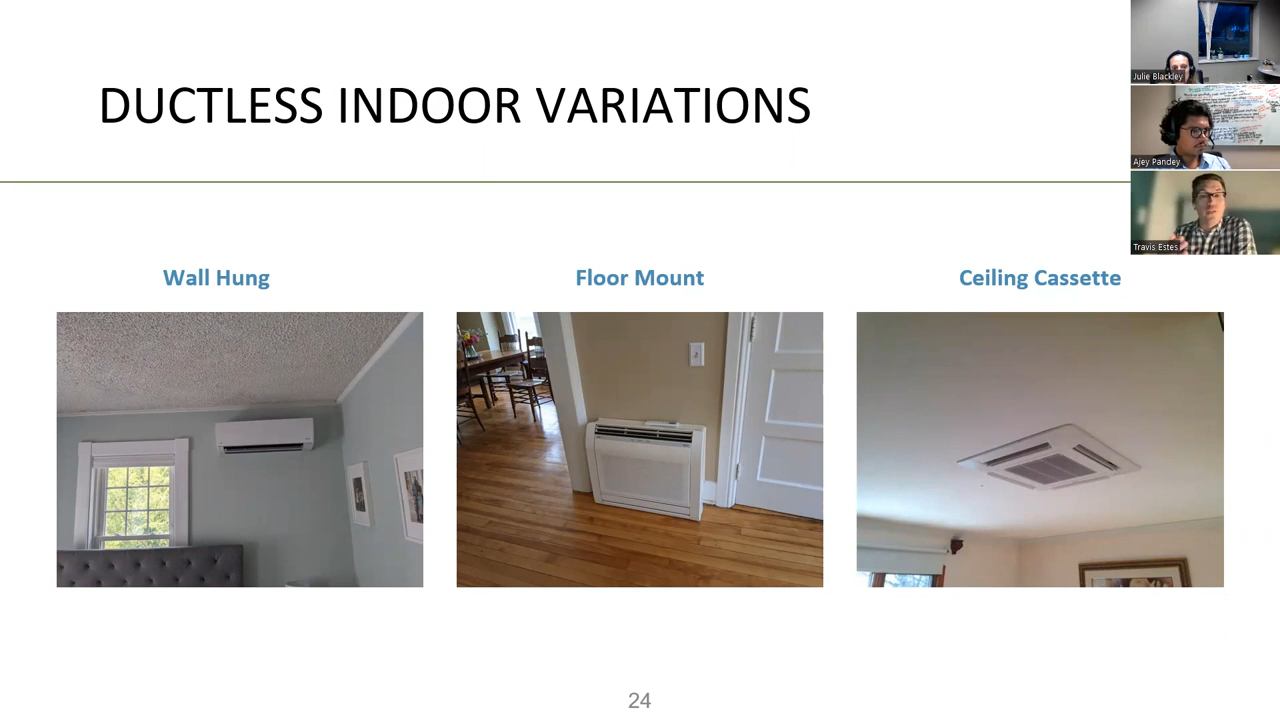 DUCTLESS INDOOR VARIATIONS
Julie Blackley
Ajey Pandey
Travis Estes
Wall Hung
Floor Mount
Ceiling Cassette
24